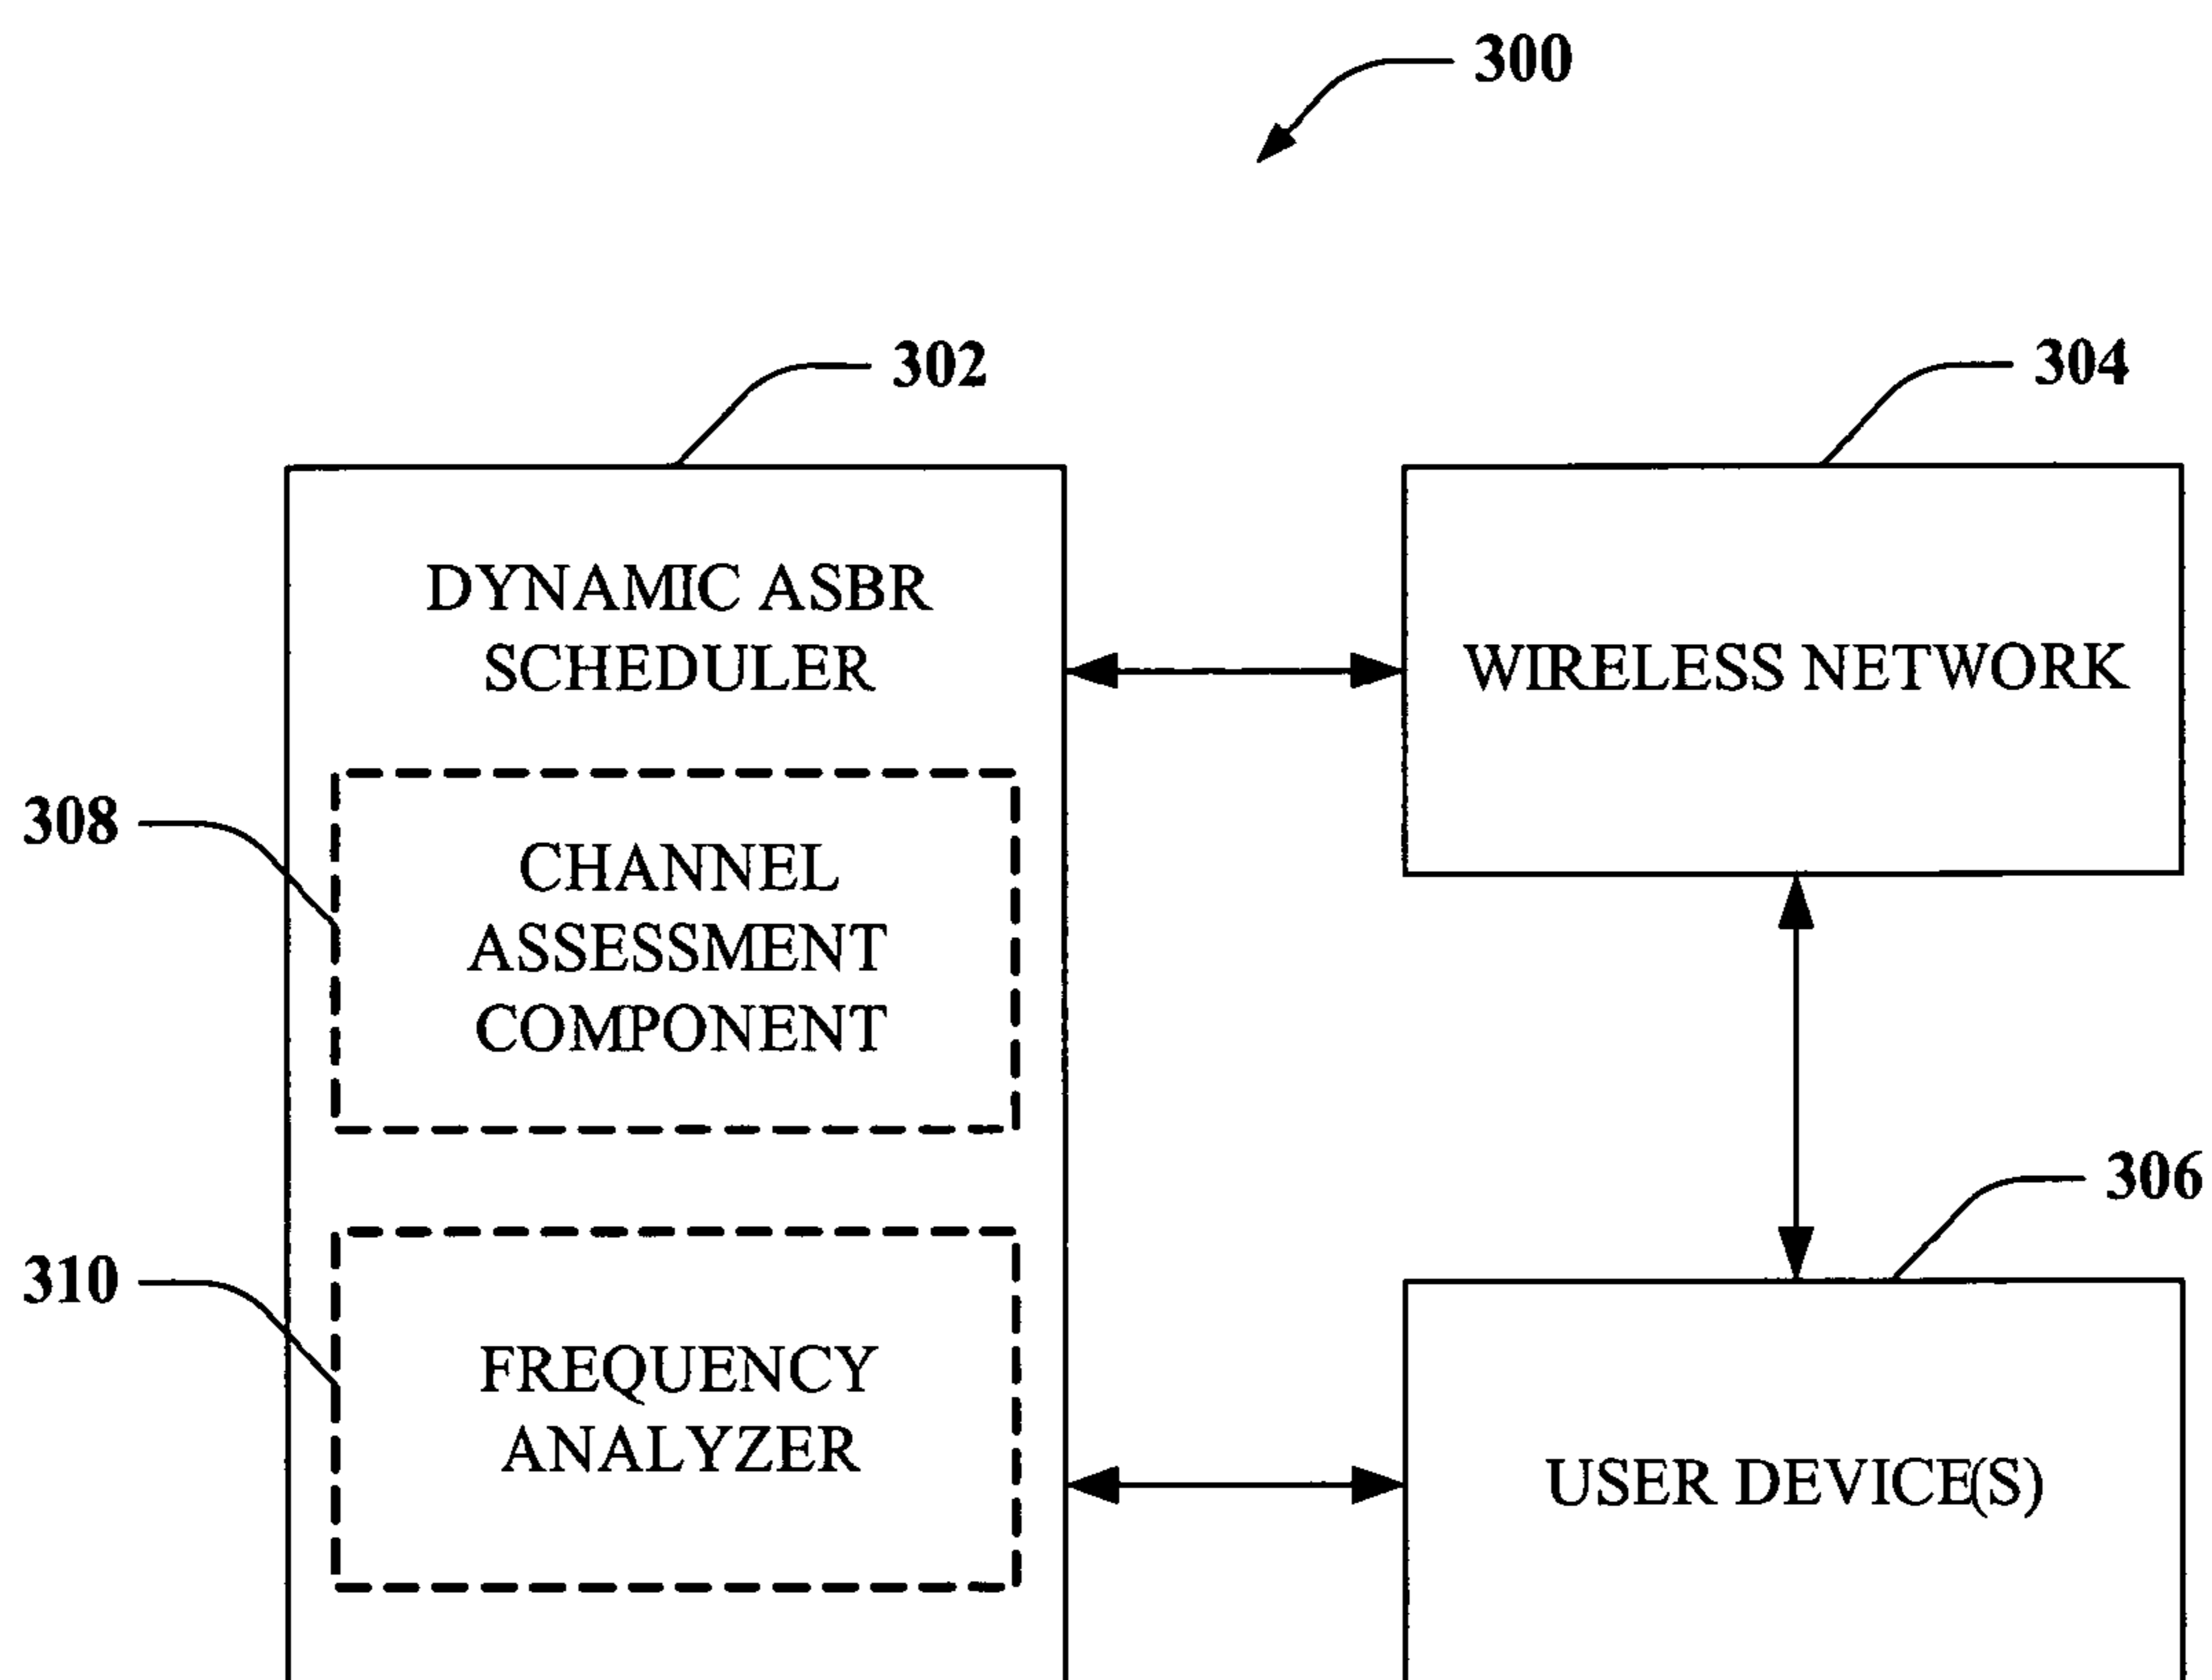 300
302
304
DYNAMIC ASBR
SCHEDULER
WIRELESS NETWORK
308
CHANNEL
ASSESSMENT
COMPONENT
306
310
FREQUENCY
ANALYZER
USER DEVICE(S)